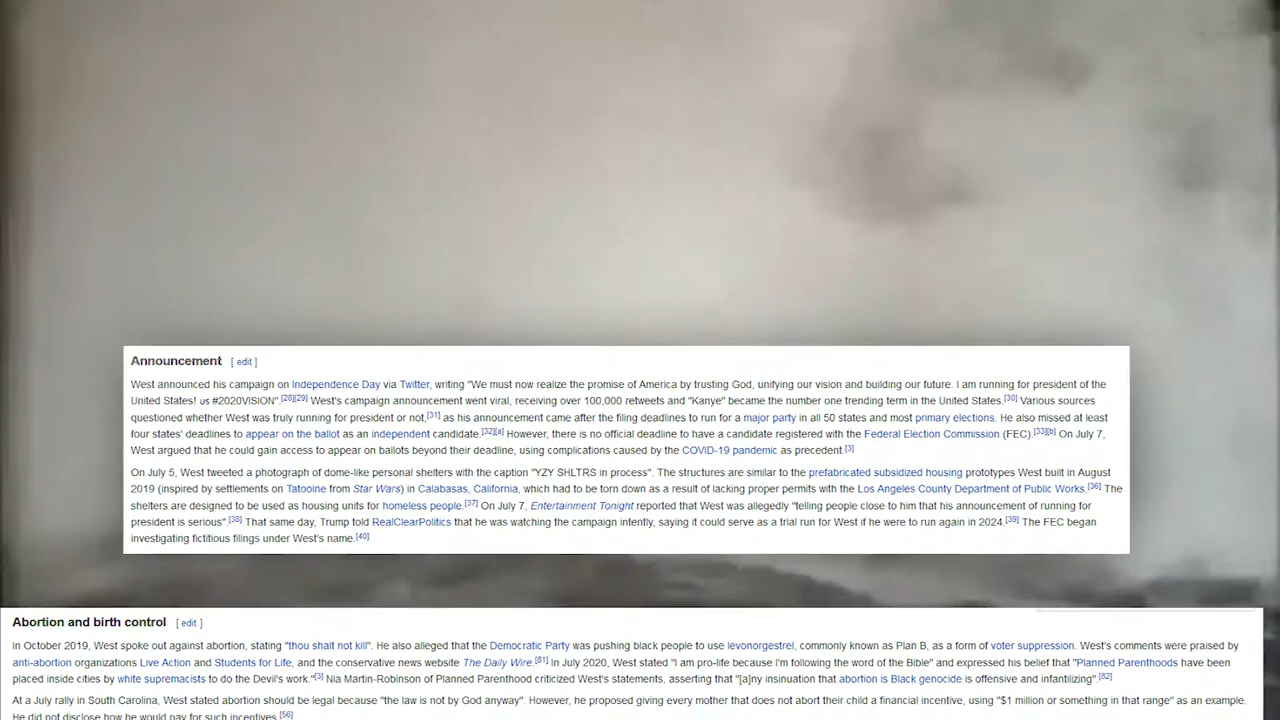 Announcement [ edit ]
West announced his campaign on Independence Day via Twitter, writing "We must now realize the promise of America by trusting God, unifying our vision and building our future. I am running for president of the
United States! us #2020VISION".[28][29] West's campaign announcement went viral, receiving over 100,000 retweets and "Kanye" became the number one trending term in the United States.[30] Various sources
questioned whether West was truly running for president or not,[31] as his announcement came after the filing deadlines to run for a major party in all 50 states and most primary elections. He also missed at least
four states' deadlines to appear on the ballot as an independent candidate.[32][a] However, there is no official deadline to have a candidate registered with the Federal Election Commission (FEC).[33][b] On July 7,
West argued that he could gain access to appear on ballots beyond their deadline, using complications caused by the COVID-19 pandemic as precedent.[3]
On July 5, West tweeted a photograph of dome-like personal shelters with the caption "YZY SHLTRS in process". The structures are similar to the prefabricated subsidized housing prototypes West built in August
2019 (inspired by settlements on Tatooine from Star Wars) in Calabasas, California, which had to be torn down as a result of lacking proper permits with the Los Angeles County Department of Public Works.[36] The
shelters are designed to be used as housing units for homeless people.[37] On July 7, Entertainment Tonight reported that West was allegedly "telling people close to him that his announcement of running for
president is serious".[38] That same day, Trump told RealClearPolitics that he was watching the campaign intently, saying it could serve as a trial run for West if he were to run again in 2024.[39] The FEC began
investigating fictitious filings under West's name.[40]
Abortion and birth control [ edit ]
In October 2019, West spoke out against abortion, stating "thou shalt not kill". He also alleged that the Democratic Party was pushing black people to use levonorgestrel, commonly known as Plan B, as a form of voter suppression. West's comments were praised by
anti-abortion organizations Live Action and Students for Life, and the conservative news website The Daily Wire.[81] In July 2020, West stated "I am pro-life because I'm following the word of the Bible" and expressed his belief that "Planned Parenthoods have been
placed inside cities by white supremacists to do the Devil's work."[3] Nia Martin-Robinson of Planned Parenthood criticized West's statements, asserting that "[a]ny insinuation that abortion is Black genocide is offensive and infantilizing".[82]
At a July rally in South Carolina, West stated abortion should be legal because "the law is not by God anyway". However, he proposed giving every mother that does not abort their child a financial incentive, using "$1 million or something in that range" as an example.
He did not disclose how he would pay for such incentives.[56]